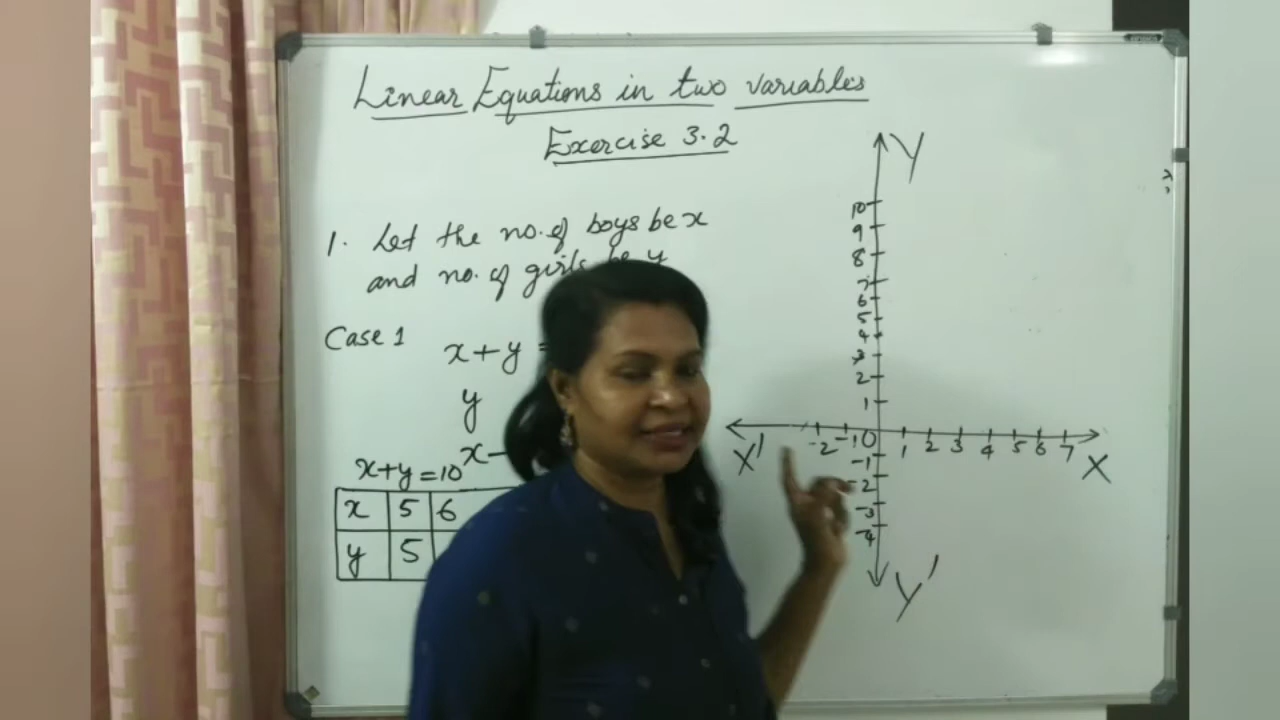 Linear Equations in two variables
Exercise 3.2
1. Let the no. of boys be x
and no. of girls be y
Case 1
x + y =
y
x -
x+y=10
x 5 6
y 5
Y
10
9
8
7
6
5
4
3
2
1
X' -2 -1 0 1 2 3 4 5 6 7 X
-1
-2
-3
-4
Y'